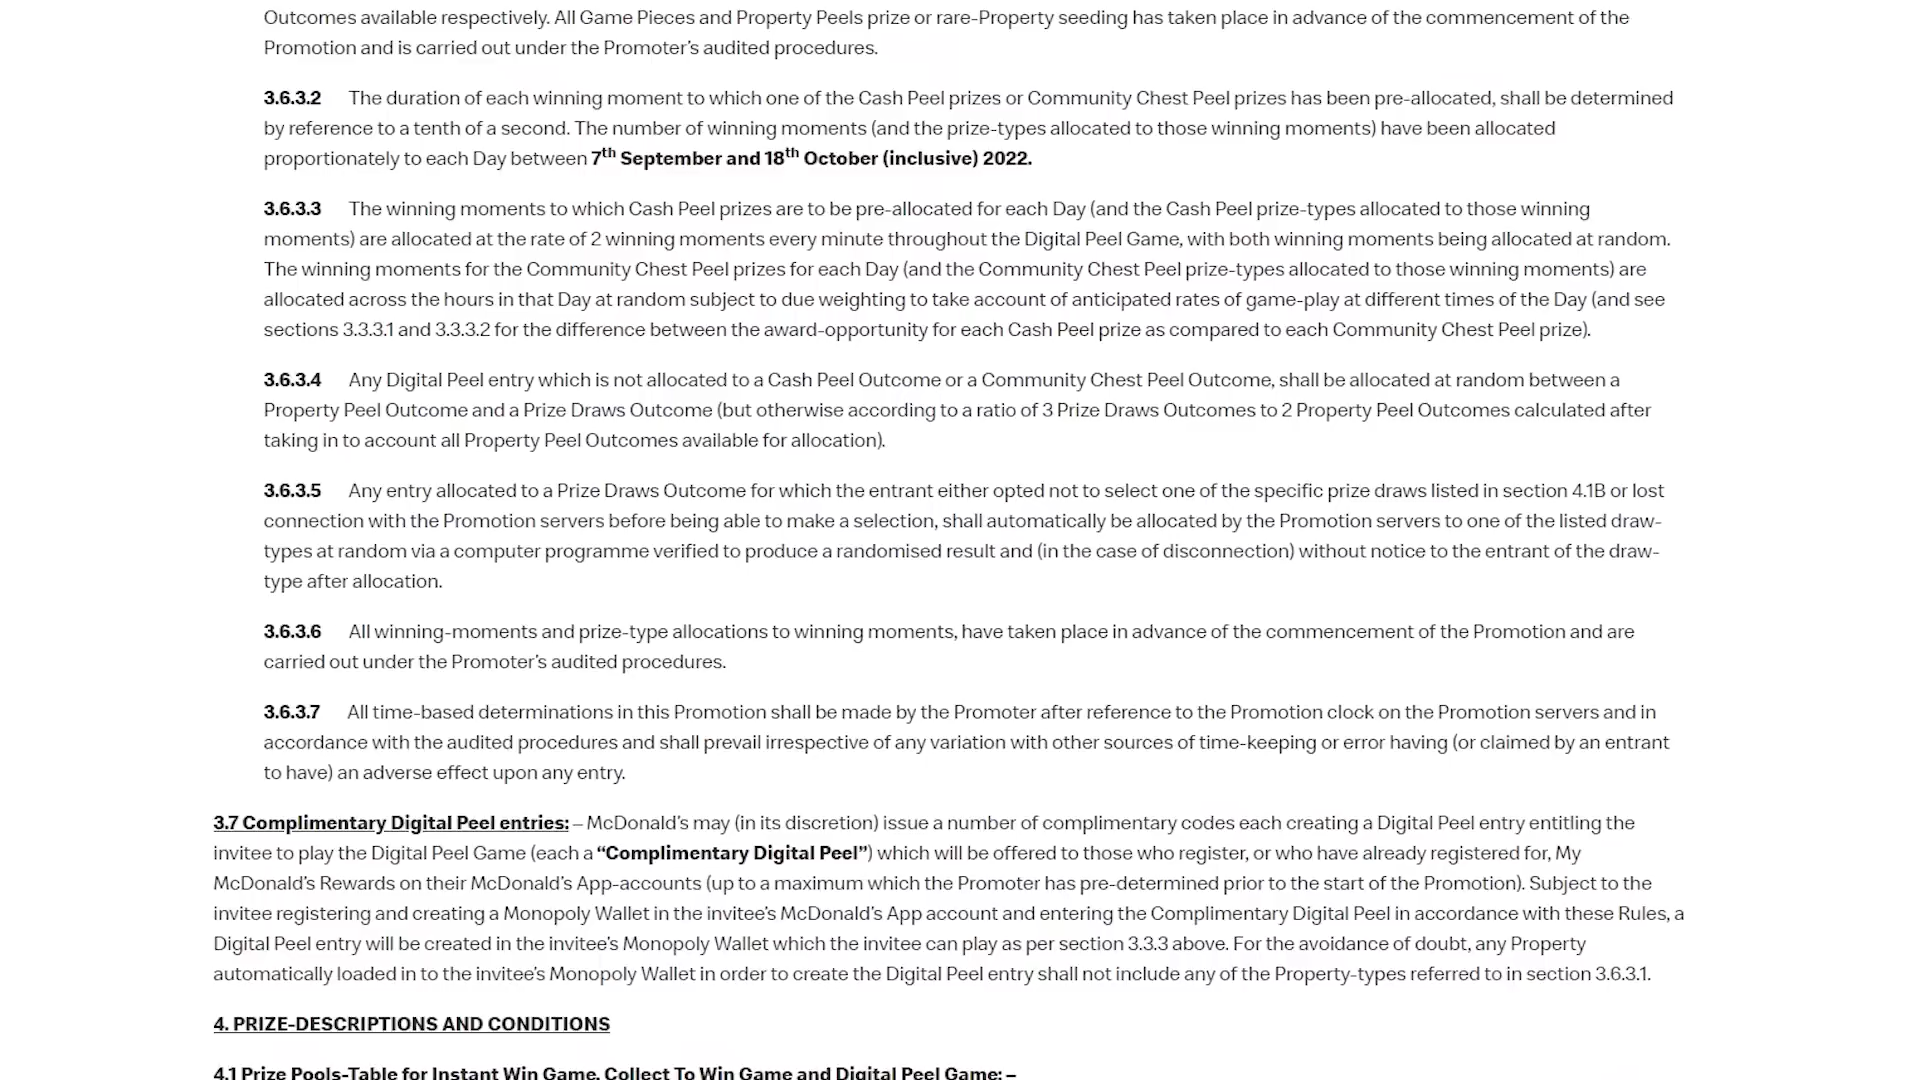 Outcomes available respectively. All Game Pieces and Property Peels prize or rare-Property seeding has taken place in advance of the commencement of the
Promotion and is carried out under the Promoter's audited procedures.
3.6.3.2 The duration of each winning moment to which one of the Cash Peel prizes or Community Chest Peel prizes has been pre-allocated, shall be determined
by reference to a tenth of a second. The number of winning moments (and the prize-types allocated to those winning moments) have been allocated
proportionately to each Day between 7th September and 18th October (inclusive) 2022.
3.6.3.3 The winning moments to which Cash Peel prizes are to be pre-allocated for each Day (and the Cash Peel prize-types allocated to those winning
moments) are allocated at the rate of 2 winning moments every minute throughout the Digital Peel Game, with both winning moments being allocated at random.
The winning moments for the Community Chest Peel prizes for each Day (and the Community Chest Peel prize-types allocated to those winning moments) are
allocated across the hours in that Day at random subject to due weighting to take account of anticipated rates of game-play at different times of the Day (and see
sections 3.3.3.1 and 3.3.3.2 for the difference between the award-opportunity for each Cash Peel prize as compared to each Community Chest Peel prize).
3.6.3.4 Any Digital Peel entry which is not allocated to a Cash Peel Outcome or a Community Chest Peel Outcome, shall be allocated at random between a
Property Peel Outcome and a Prize Draws Outcome (but otherwise according to a ratio of 3 Prize Draws Outcomes to 2 Property Peel Outcomes calculated after
taking in to account all Property Peel Outcomes available for allocation).
3.6.3.5 Any entry allocated to a Prize Draws Outcome for which the entrant either opted not to select one of the specific prize draws listed in section 4.1B or lost
connection with the Promotion servers before being able to make a selection, shall automatically be allocated by the Promotion servers to one of the listed draw-
types at random via a computer programme verified to produce a randomised result and (in the case of disconnection) without notice to the entrant of the draw-
type after allocation.
3.6.3.6 All winning-moments and prize-type allocations to winning moments, have taken place in advance of the commencement of the Promotion and are
carried out under the Promoter's audited procedures.
3.6.3.7 All time-based determinations in this Promotion shall be made by the Promoter after reference to the Promotion clock on the Promotion servers and in
accordance with the audited procedures and shall prevail irrespective of any variation with other sources of time-keeping or error having (or claimed by an entrant
to have) an adverse effect upon any entry.
3.7 Complimentary Digital Peel entries: – McDonald's may (in its discretion) issue a number of complimentary codes each creating a Digital Peel entry entitling the
invitee to play the Digital Peel Game (each a “Complimentary Digital Peel”) which will be offered to those who register, or who have already registered for, My
McDonald's Rewards on their McDonald's App-accounts (up to a maximum which the Promoter has pre-determined prior to the start of the Promotion). Subject to the
invitee registering and creating a Monopoly Wallet in the invitee's McDonald's App account and entering the Complimentary Digital Peel in accordance with these Rules, a
Digital Peel entry will be created in the invitee's Monopoly Wallet which the invitee can play as per section 3.3.3 above. For the avoidance of doubt, any Property
automatically loaded in to the invitee's Monopoly Wallet in order to create the Digital Peel entry shall not include any of the Property-types referred to in section 3.6.3.1.
4. PRIZE-DESCRIPTIONS AND CONDITIONS
4.1 Prize Pools-Table for Instant Win Game, Collect To Win Game and Digital Peel Game: –